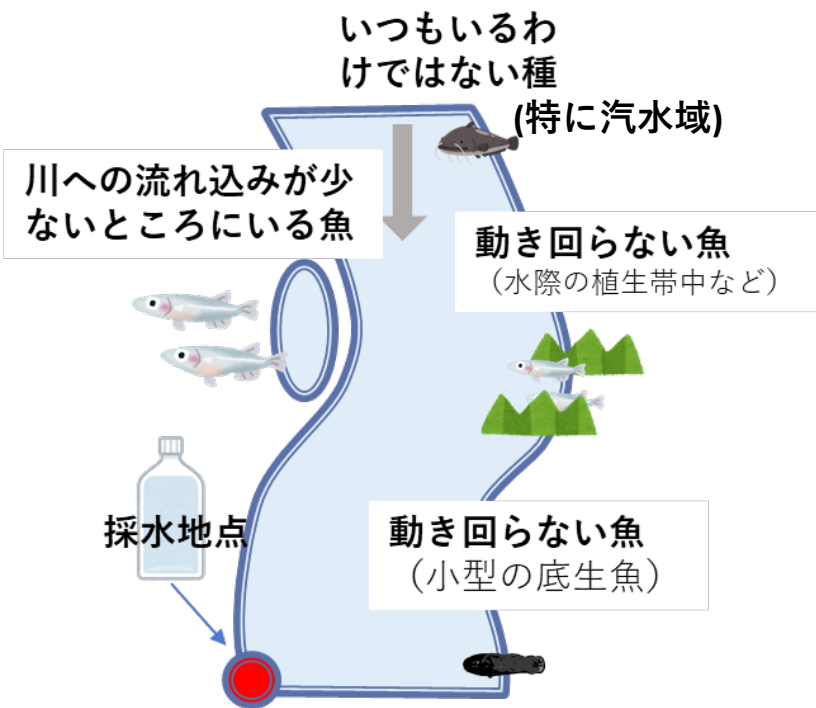 いつもいるわ
けではない種
(特に汽水域)
川への流れ込みが少
ないところにいる魚
動き回らない魚
（水際の植生帯中など）
採水地点
動き回らない魚
（小型の底生魚）